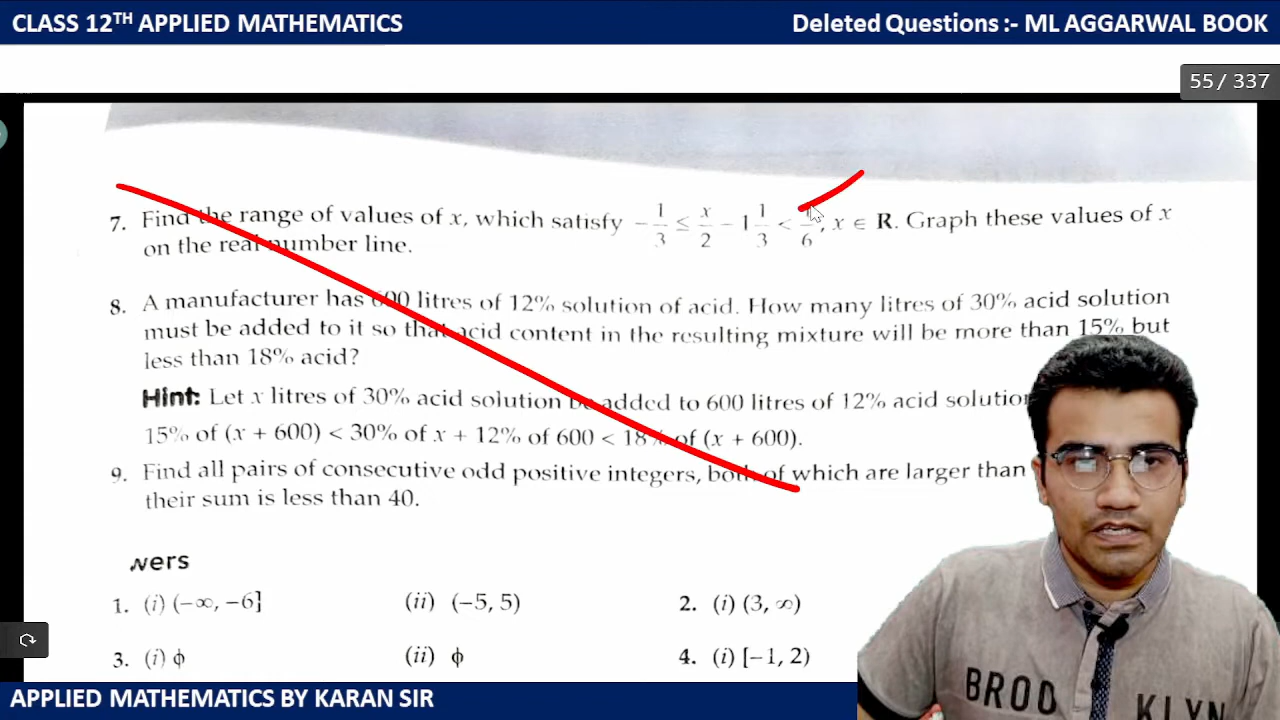 CLASS 12TH APPLIED MATHEMATICS
Deleted Questions :- ML AGGARWAL BOOK
55 / 337
7. Find the range of values of x, which satisfy −1/3 ≤ x/2 − 1 1/3 < 1/6, x ∈ R. Graph these values of x
on the real number line.
8. A manufacturer has 600 litres of 12% solution of acid. How many litres of 30% acid solution
must be added to it so that acid content in the resulting mixture will be more than 15% but
less than 18% acid?
Hint: Let x litres of 30% acid solution be added to 600 litres of 12% acid solution
15% of (x + 600) < 30% of x + 12% of 600 < 18% of (x + 600).
9. Find all pairs of consecutive odd positive integers, both of which are larger than
their sum is less than 40.
wers
1. (i) (−∞, −6] (ii) (−5, 5) 2. (i) (3, ∞)
3. (i) ϕ (ii) ϕ 4. (i) [−1, 2)
BROO KLYN
APPLIED MATHEMATICS BY KARAN SIR